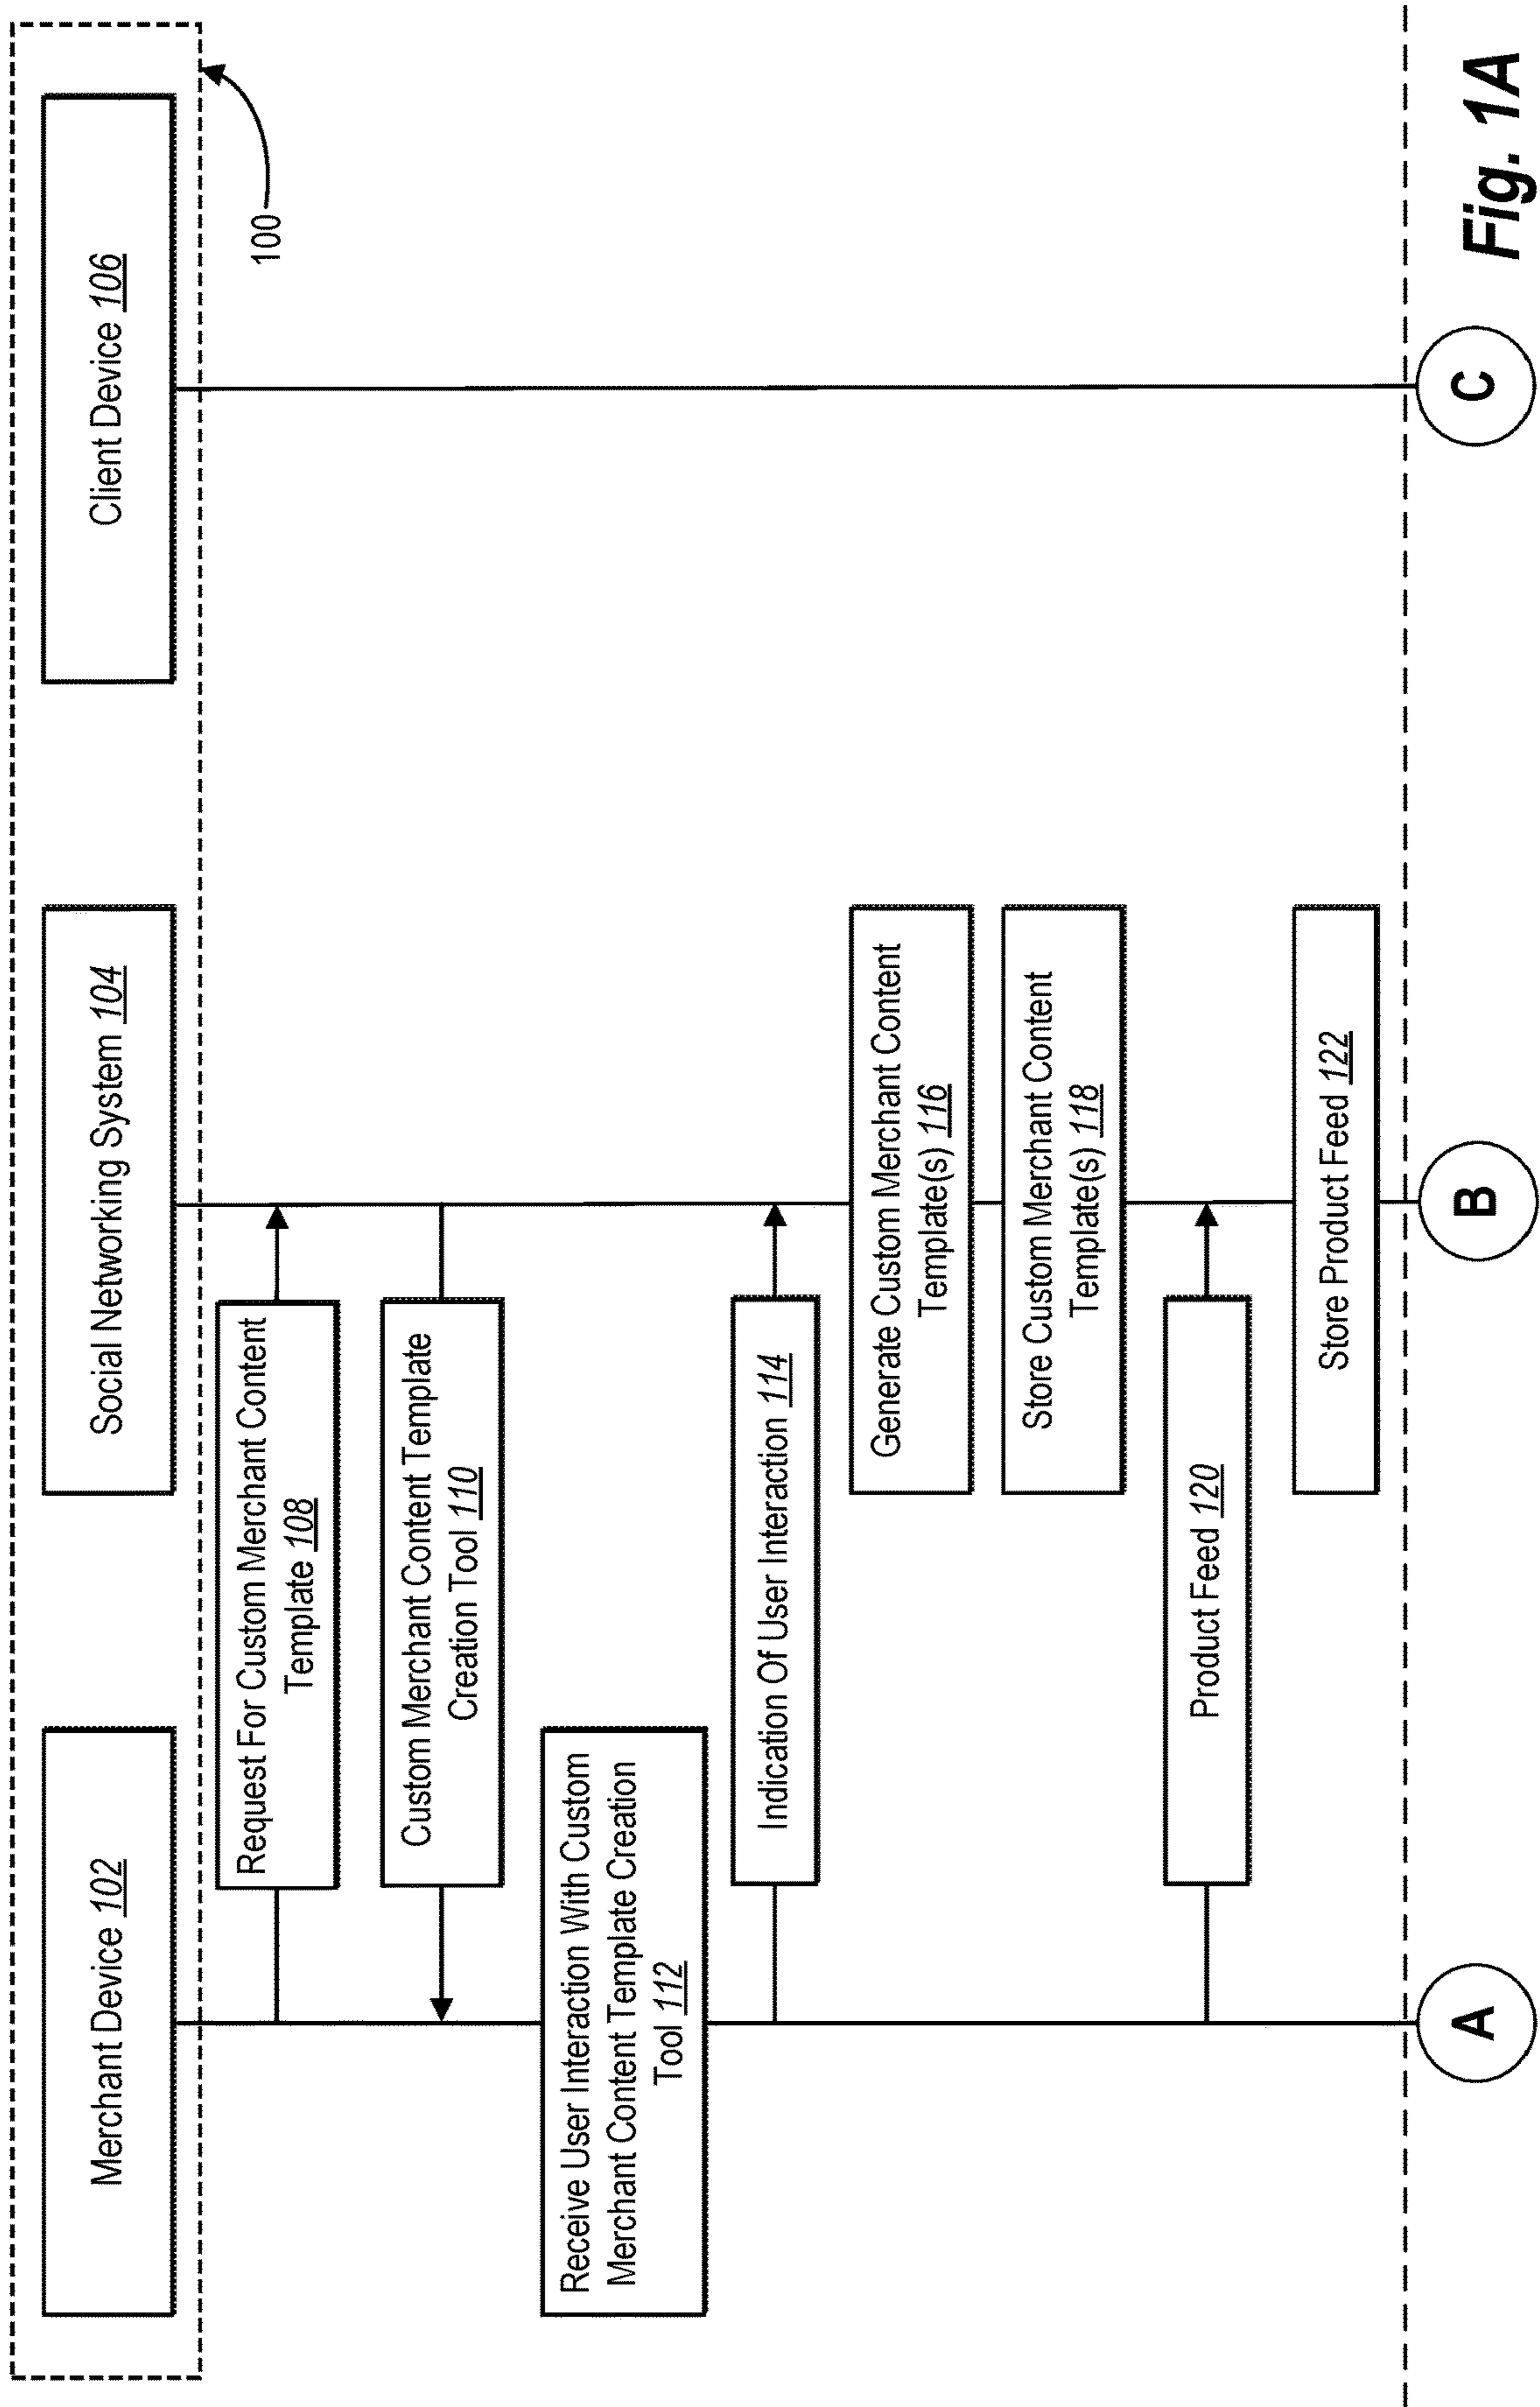 Merchant Device 102
Social Networking System 104
Client Device 106
100
Request For Custom Merchant Content
Template 108
Custom Merchant Content Template
Creation Tool 110
Receive User Interaction With Custom
Merchant Content Template Creation
Tool 112
Indication Of User Interaction 114
Generate Custom Merchant Content
Template(s) 116
Store Custom Merchant Content
Template(s) 118
Product Feed 120
Store Product Feed 122
A
B
C
Fig. 1A